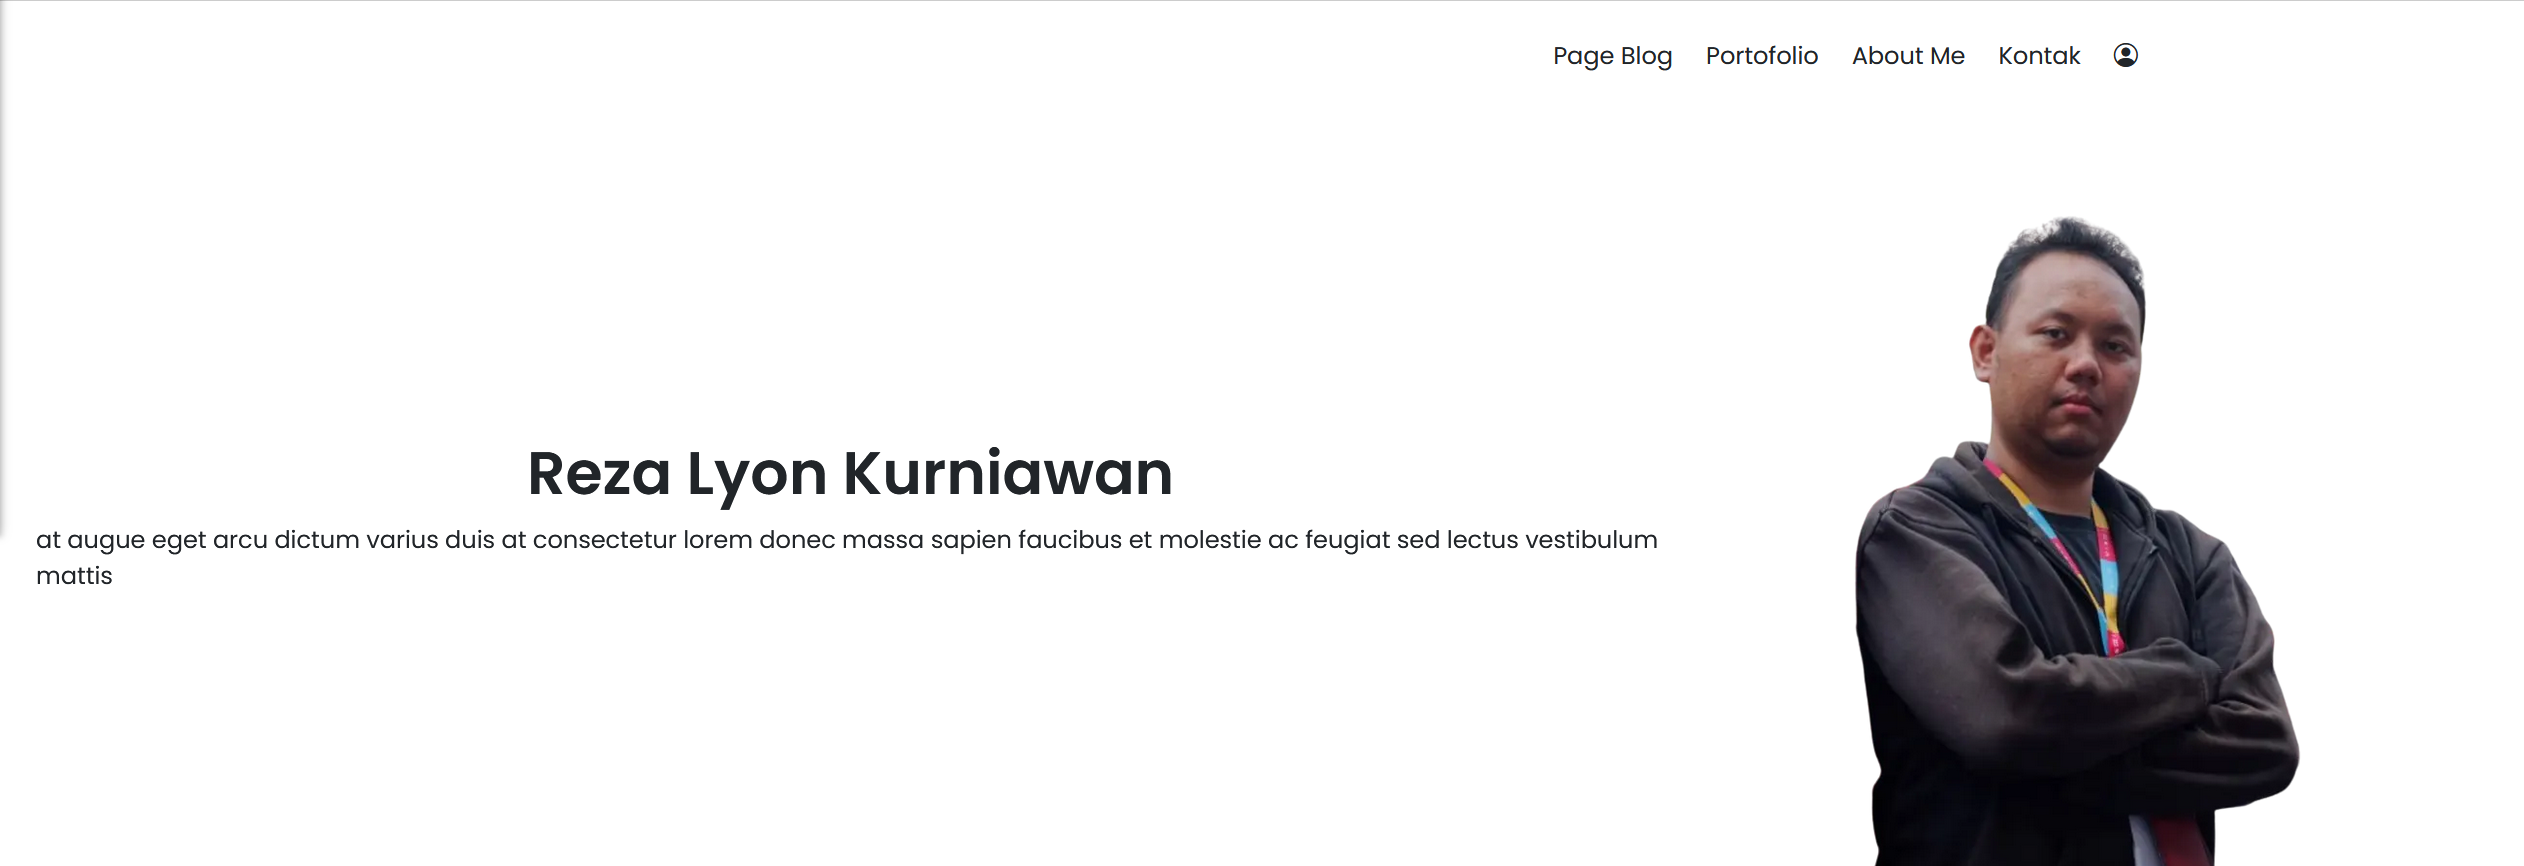 Page Blog Portofolio About Me Kontak
Reza Lyon Kurniawan
at augue eget arcu dictum varius duis at consectetur lorem donec massa sapien faucibus et molestie ac feugiat sed lectus vestibulum
mattis